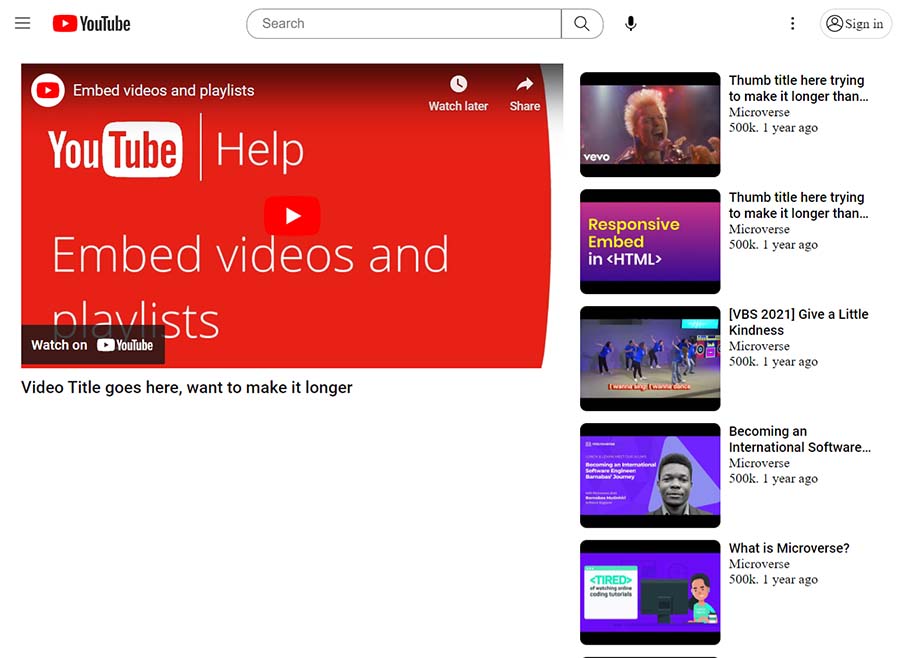 YouTube
Search
Sign in
Embed videos and playlists
Watch later
Share
YouTube Help
Embed videos and
playlists
Watch on YouTube
Video Title goes here, want to make it longer
vevo
Thumb title here trying
to make it longer than...
Microverse
500k. 1 year ago
Responsive
Embed
in <HTML>
Thumb title here trying
to make it longer than...
Microverse
500k. 1 year ago
I wanna sing! I wanna dance
[VBS 2021] Give a Little
Kindness
Microverse
500k. 1 year ago
microverse
Becoming an International
Software Engineer:
Barnabas' Journey
Becoming an
International Software...
Microverse
500k. 1 year ago
<TIRED>
of watching online
coding tutorials
What is Microverse?
Microverse
500k. 1 year ago